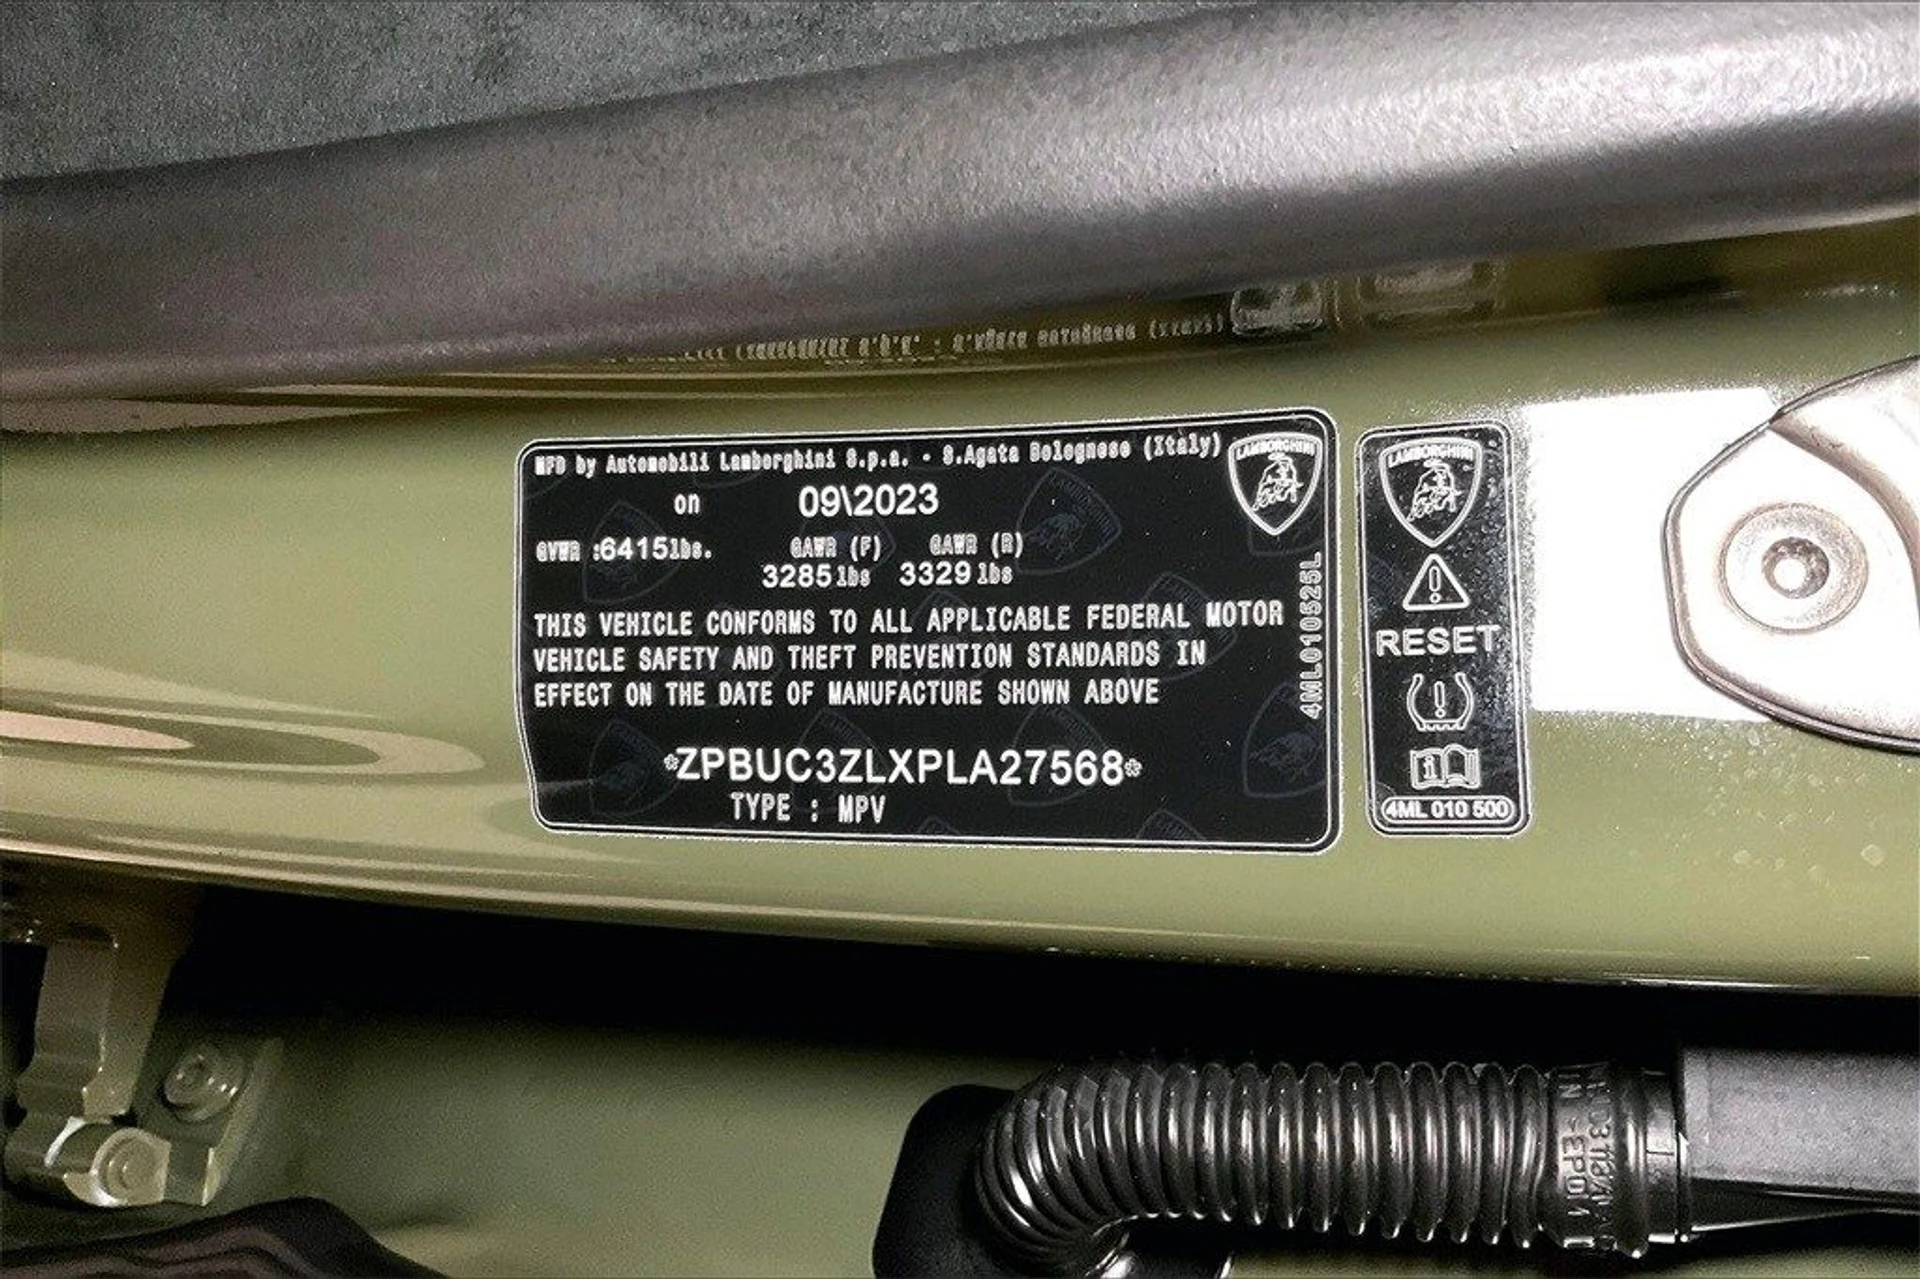 MFD by Automobili Lamborghini S.p.a. - S.Agata Bolognese (Italy)
LAMBORGHINI
on 09\2023
GVWR :6415lbs. GAWR (F) GAWR (R)
3285lbs 3329lbs
THIS VEHICLE CONFORMS TO ALL APPLICABLE FEDERAL MOTOR
VEHICLE SAFETY AND THEFT PREVENTION STANDARDS IN
EFFECT ON THE DATE OF MANUFACTURE SHOWN ABOVE
*ZPBUC3ZLXPLA27568*
TYPE : MPV
4ML010525L
LAMBORGHINI
RESET
4ML 010 500
EPDM